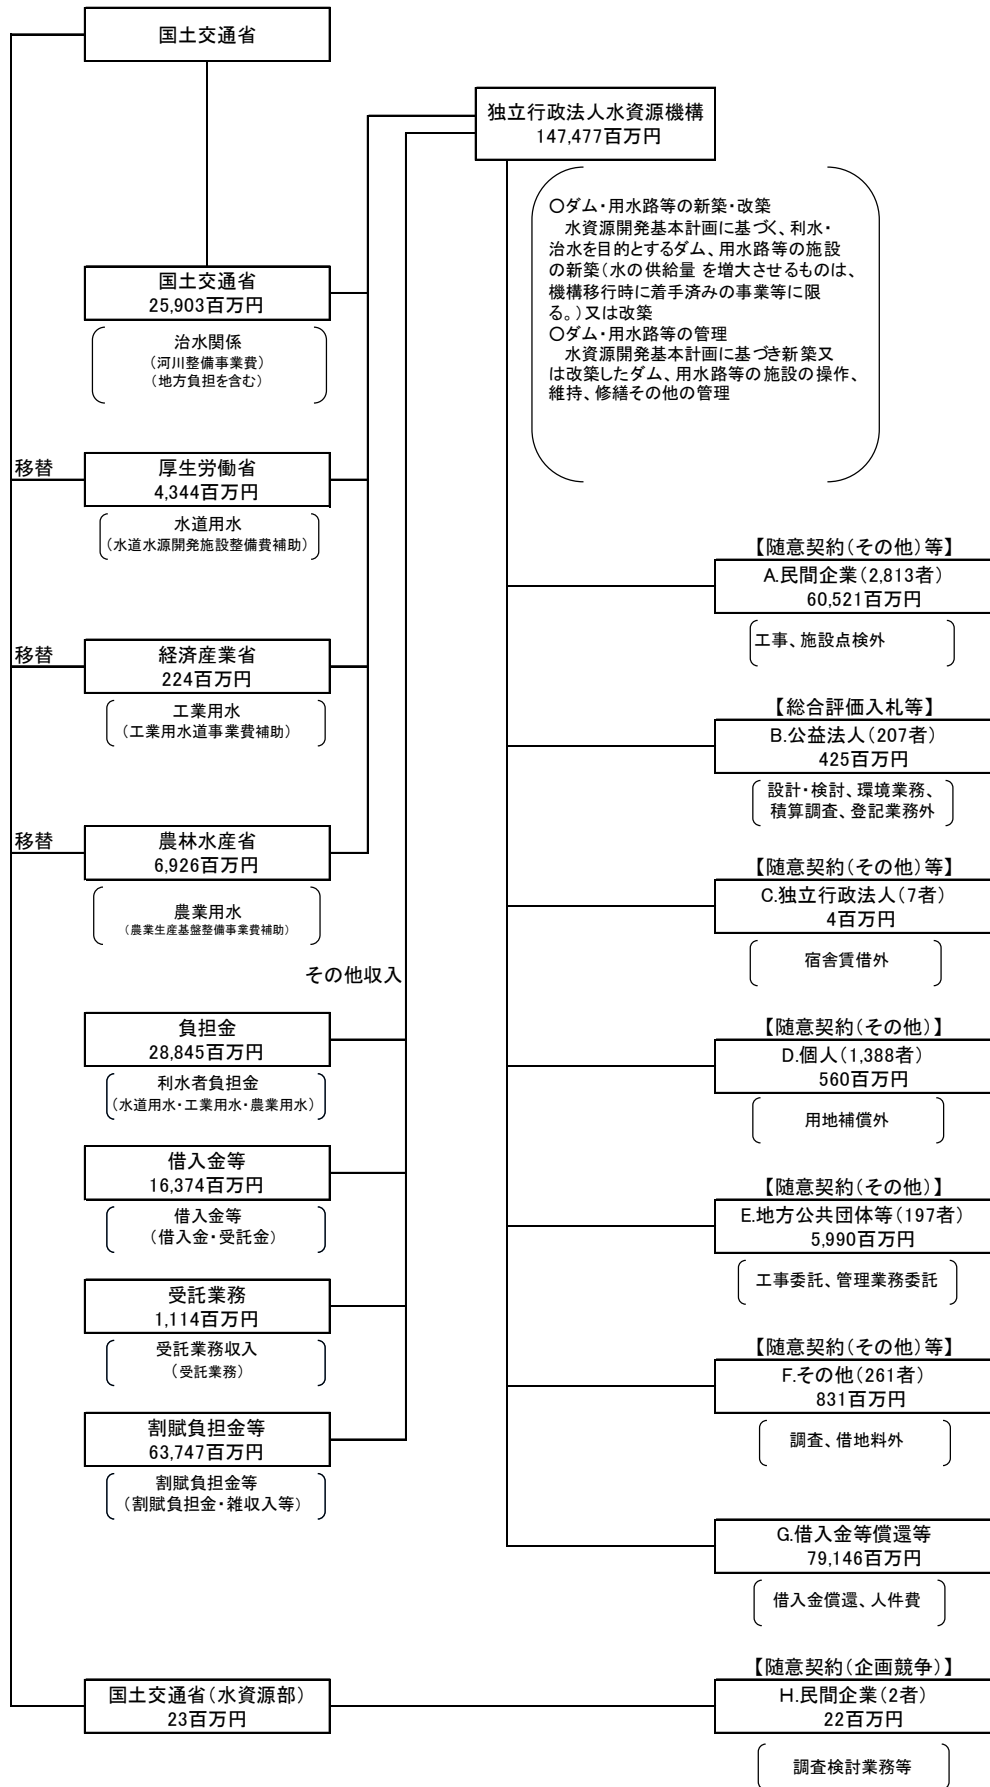 国土交通省
独立行政法人水資源機構
147,477百万円
〇ダム・用水路等の新築・改築
水資源開発基本計画に基づく、利水・
治水を目的とするダム、用水路等の施設
の新築（水の供給量 を増大させるものは、
機構移行時に着手済みの事業等に限
る。）又は改築
〇ダム・用水路等の管理
水資源開発基本計画に基づき新築又
は改築したダム、用水路等の施設の操作、
維持、修繕その他の管理
国土交通省
25,903百万円
治水関係
（河川整備事業費）
（地方負担を含む）
移替
厚生労働省
4,344百万円
水道用水
（水道水源開発施設整備費補助）
移替
経済産業省
224百万円
工業用水
（工業用水道事業費補助）
移替
農林水産省
6,926百万円
農業用水
（農業生産基盤整備事業費補助）
その他収入
負担金
28,845百万円
利水者負担金
（水道用水・工業用水・農業用水）
借入金等
16,374百万円
借入金等
（借入金・受託金）
受託業務
1,114百万円
受託業務収入
（受託業務）
割賦負担金等
63,747百万円
割賦負担金等
（割賦負担金・雑収入等）
【随意契約（その他）等】
A.民間企業（2,813者）
60,521百万円
工事、施設点検外
【総合評価入札等】
B.公益法人（207者）
425百万円
設計・検討、環境業務、
積算調査、登記業務外
【随意契約（その他）等】
C.独立行政法人（7者）
4百万円
宿舎賃借外
【随意契約（その他）】
D.個人（1,388者）
560百万円
用地補償外
【随意契約（その他）】
E.地方公共団体等（197者）
5,990百万円
工事委託、管理業務委託
【随意契約（その他）等】
F.その他（261者）
831百万円
調査、借地料外
G.借入金等償還等
79,146百万円
借入金償還、人件費
国土交通省（水資源部）
23百万円
【随意契約（企画競争）】
H.民間企業（2者）
22百万円
調査検討業務等